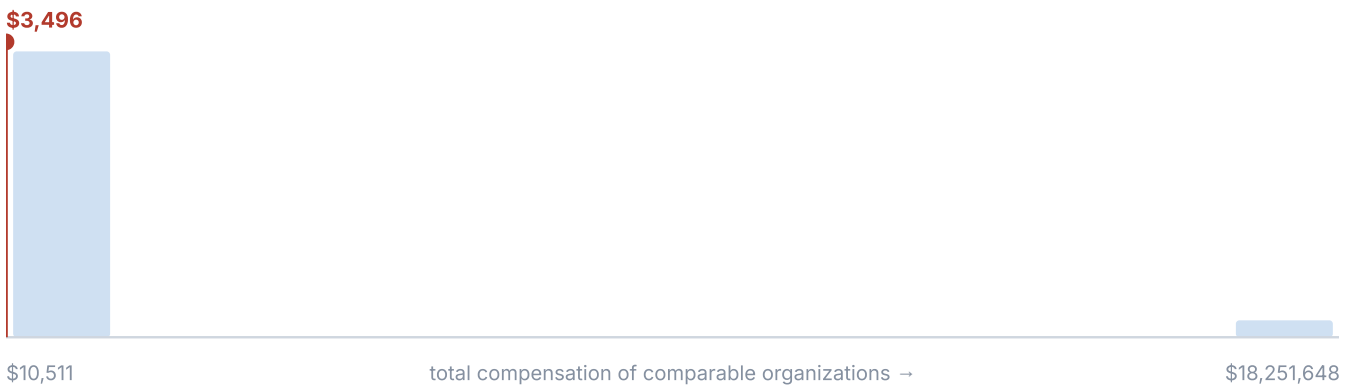 $3,496
$10,511 total compensation of comparable organizations → $18,251,648